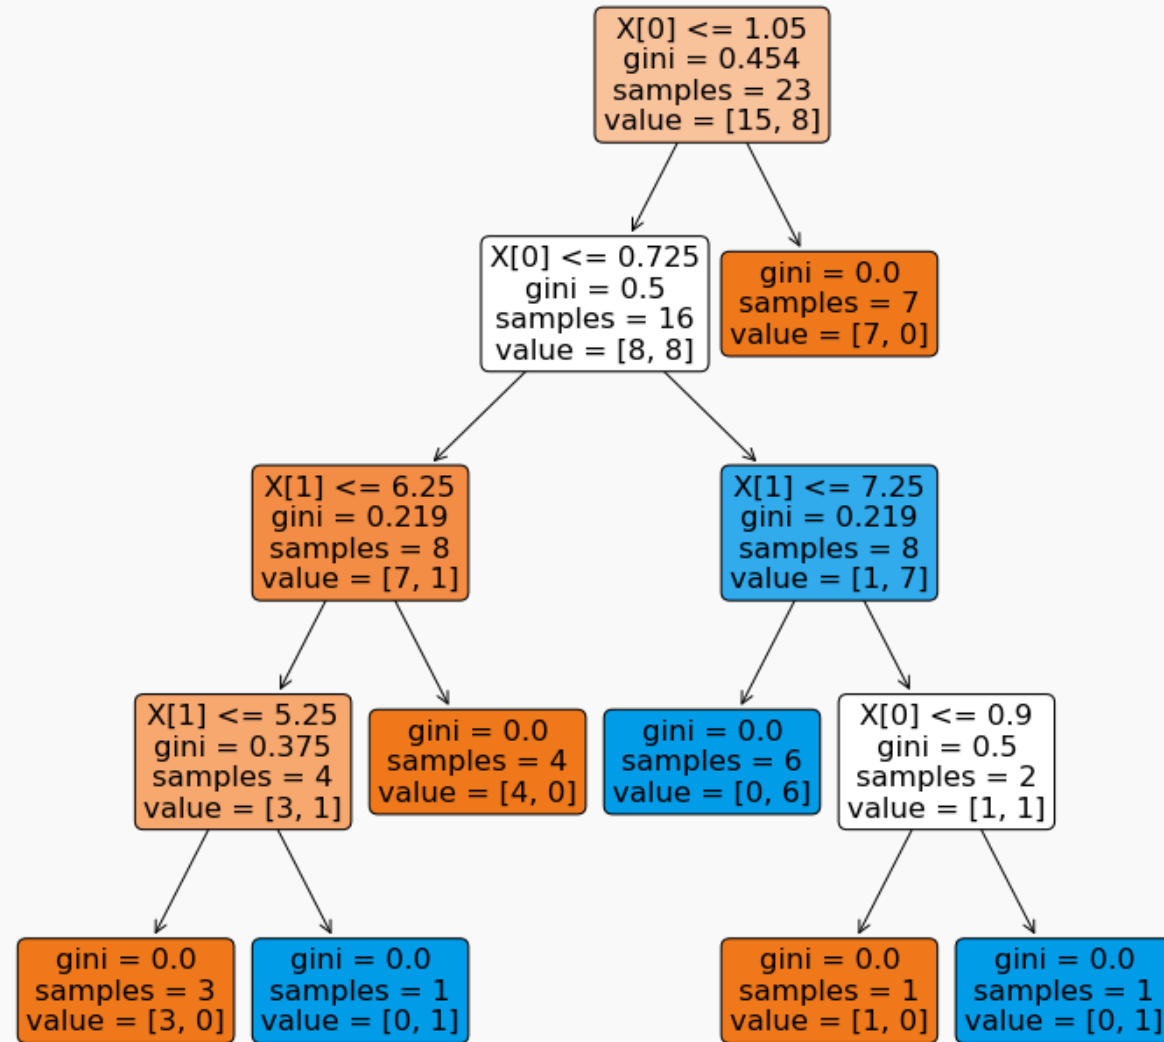 X[0] <= 1.05
gini = 0.454
samples = 23
value = [15, 8]
X[0] <= 0.725
gini = 0.5
samples = 16
value = [8, 8]
gini = 0.0
samples = 7
value = [7, 0]
X[1] <= 6.25
gini = 0.219
samples = 8
value = [7, 1]
X[1] <= 7.25
gini = 0.219
samples = 8
value = [1, 7]
X[1] <= 5.25
gini = 0.375
samples = 4
value = [3, 1]
gini = 0.0
samples = 4
value = [4, 0]
gini = 0.0
samples = 6
value = [0, 6]
X[0] <= 0.9
gini = 0.5
samples = 2
value = [1, 1]
gini = 0.0
samples = 3
value = [3, 0]
gini = 0.0
samples = 1
value = [0, 1]
gini = 0.0
samples = 1
value = [1, 0]
gini = 0.0
samples = 1
value = [0, 1]